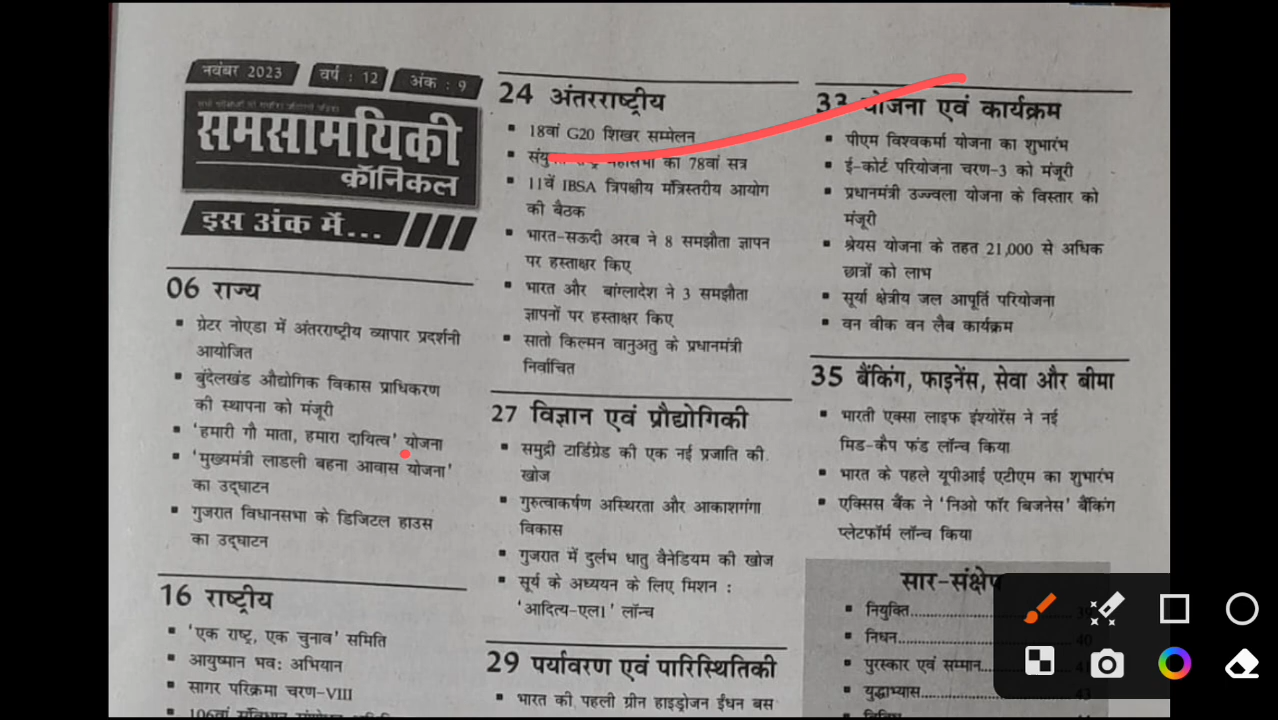 नवंबर 2023
वर्ष : 12
अंक : 9
समसामयिकी
क्रॉनिकल
इस अंक में...
06 राज्य
▪ ग्रेटर नोएडा में अंतरराष्ट्रीय व्यापार प्रदर्शनी
आयोजित
▪ बुंदेलखंड औद्योगिक विकास प्राधिकरण
की स्थापना को मंजूरी
▪ 'हमारी गौ माता, हमारा दायित्व' योजना
▪ 'मुख्यमंत्री लाडली बहना आवास योजना'
का उद्घाटन
▪ गुजरात विधानसभा के डिजिटल हाउस
का उद्घाटन
16 राष्ट्रीय
▪ 'एक राष्ट्र, एक चुनाव' समिति
▪ आयुष्मान भवः अभियान
▪ सागर परिक्रमा चरण-VIII
24 अंतरराष्ट्रीय
▪ 18वां G20 शिखर सम्मेलन
▪ का 78वां सत्र
▪ 11वें IBSA त्रिपक्षीय मंत्रिस्तरीय आयोग
की बैठक
▪ भारत-सऊदी अरब ने 8 समझौता ज्ञापन
पर हस्ताक्षर किए
▪ भारत और बांग्लादेश ने 3 समझौता
ज्ञापनों पर हस्ताक्षर किए
▪ सातो किल्मन वानुअतु के प्रधानमंत्री
निर्वाचित
27 विज्ञान एवं प्रौद्योगिकी
▪ समुद्री टार्डिग्रेड की एक नई प्रजाति की
खोज
▪ गुरुत्वाकर्षण अस्थिरता और आकाशगंगा
विकास
▪ गुजरात में दुर्लभ धातु वैनेडियम की खोज
▪ सूर्य के अध्ययन के लिए मिशन :
'आदित्य-एल1' लॉन्च
29 पर्यावरण एवं पारिस्थितिकी
▪ भारत की पहली ग्रीन हाइड्रोजन ईंधन बस
33 योजना एवं कार्यक्रम
▪ पीएम विश्वकर्मा योजना का शुभारंभ
▪ ई-कोर्ट परियोजना चरण-3 को मंजूरी
▪ प्रधानमंत्री उज्ज्वला योजना के विस्तार को
मंजूरी
▪ श्रेयस योजना के तहत 21,000 से अधिक
छात्रों को लाभ
▪ सूर्या क्षेत्रीय जल आपूर्ति परियोजना
▪ वन वीक वन लैब कार्यक्रम
35 बैंकिंग, फाइनेंस, सेवा और बीमा
▪ भारती एक्सा लाइफ इंश्योरेंस ने नई
मिड-कैप फंड लॉन्च किया
▪ भारत के पहले यूपीआई एटीएम का शुभारंभ
▪ एक्सिस बैंक ने 'निओ फॉर बिजनेस' बैंकिंग
प्लेटफॉर्म लॉन्च किया
सार-संक्षेप
▪ नियुक्ति
▪ निधन 40
▪ पुरस्कार एवं सम्मान
▪ युद्धाभ्यास 43